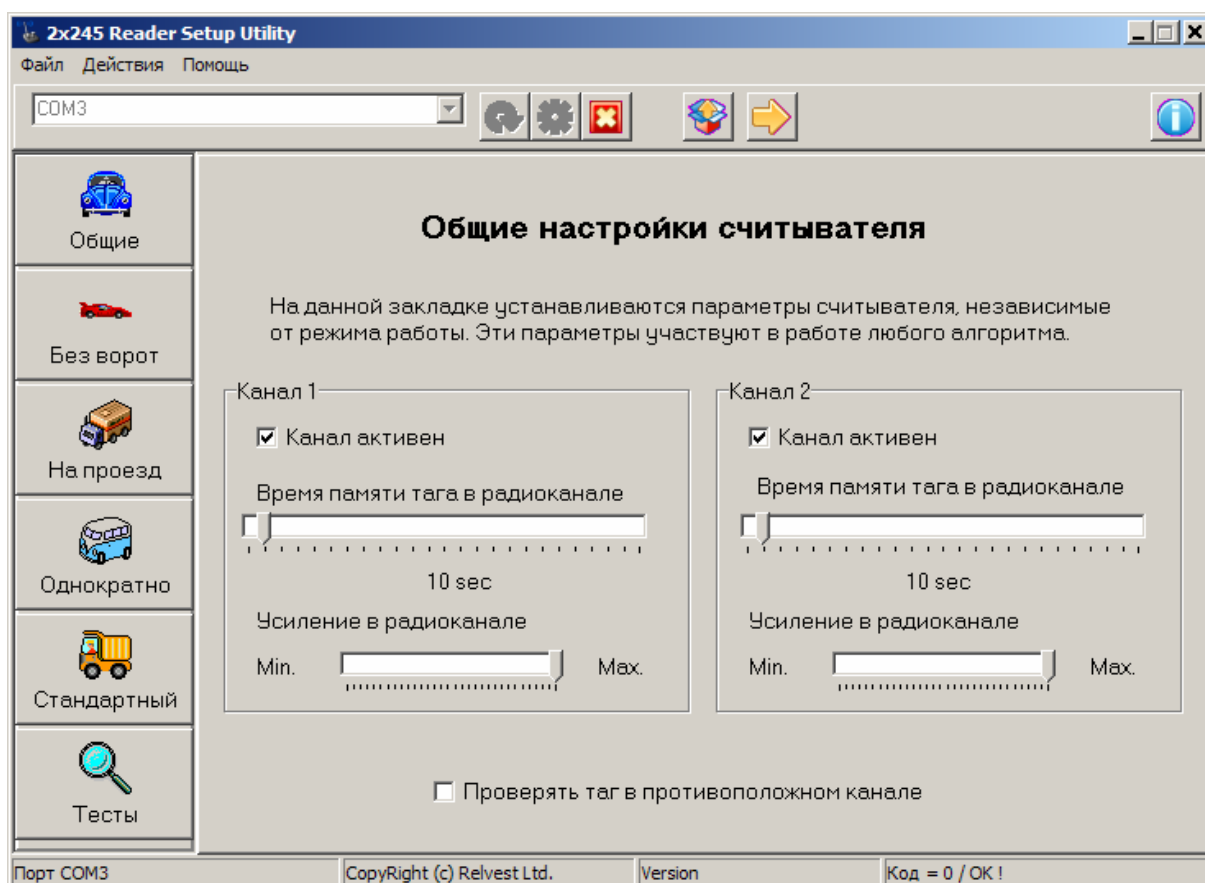 2x245 Reader Setup Utility
Файл Действия Помощь
COM3
Общие
Без ворот
На проезд
Однократно
Стандартный
Тесты
Общие настройки считывателя
На данной закладке устанавливаются параметры считывателя, независимые
от режима работы. Эти параметры участвуют в работе любого алгоритма.
Канал 1
Канал активен
Время памяти тага в радиоканале
10 sec
Усиление в радиоканале
Min. Max.
Канал 2
Канал активен
Время памяти тага в радиоканале
10 sec
Усиление в радиоканале
Min. Max.
Проверять таг в противоположном канале
Порт COM3 CopyRight (c) Relvest Ltd. Version Код = 0 / OK !